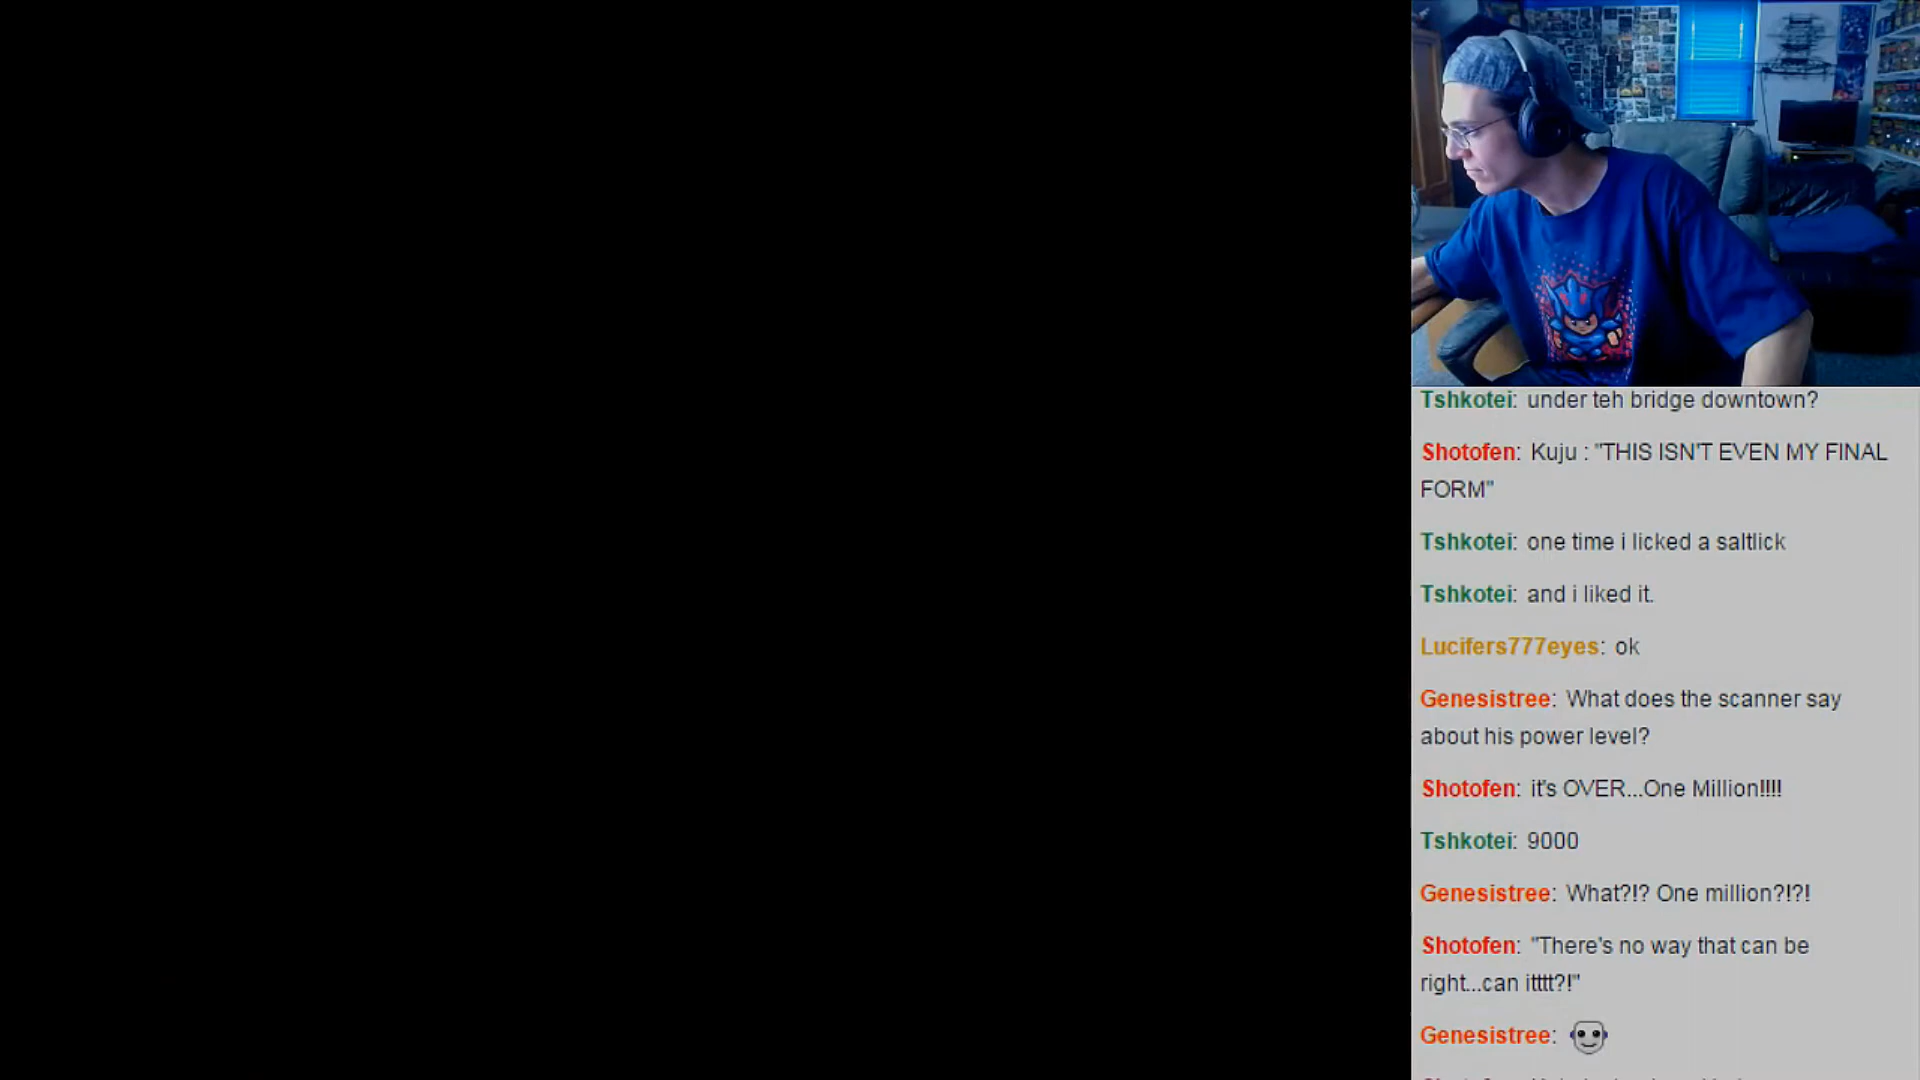 Tshkotei: under teh bridge downtown?
Shotofen: Kuju : "THIS ISN'T EVEN MY FINAL
FORM"
Tshkotei: one time i licked a saltlick
Tshkotei: and i liked it.
Lucifers777eyes: ok
Genesistree: What does the scanner say
about his power level?
Shotofen: it's OVER...One Million!!!!
Tshkotei: 9000
Genesistree: What?!? One million?!?!
Shotofen: "There's no way that can be
right...can itttt?!"
Genesistree: